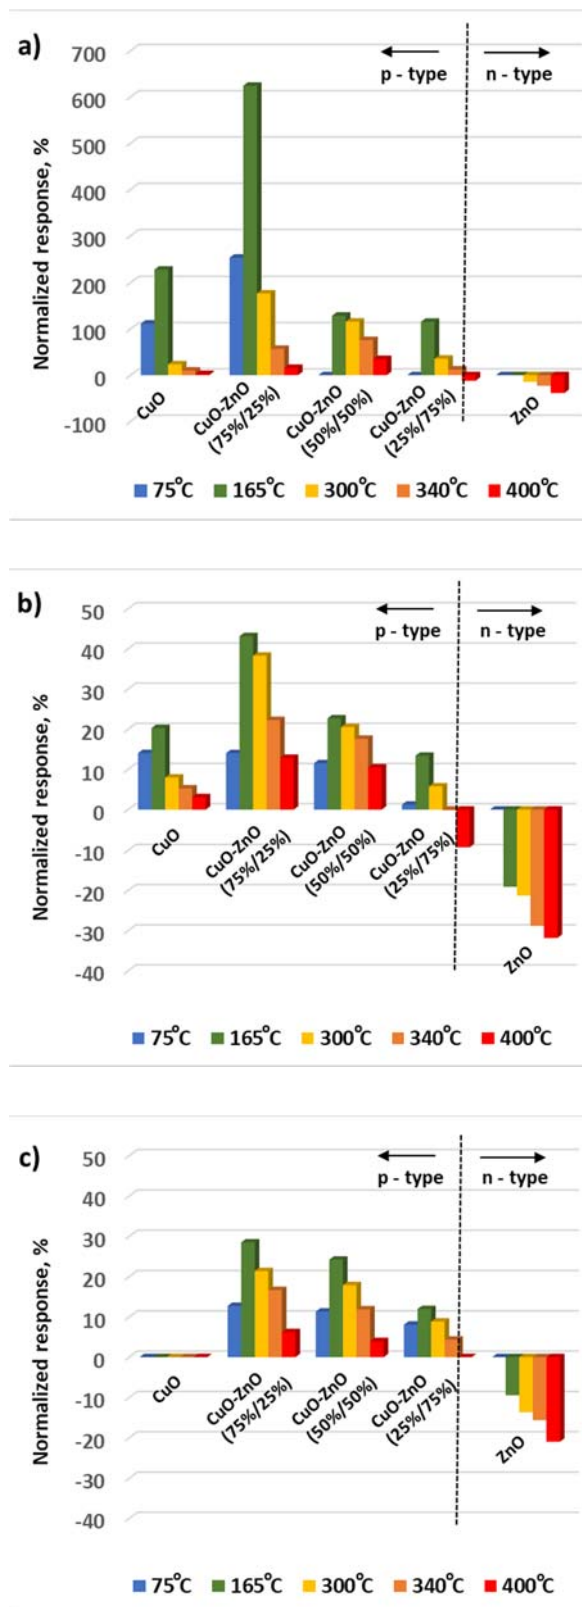 a)
Normalized response, %
700
600
500
400
300
200
100
0
-100
p - type
n - type
CuO
CuO-ZnO
(75%/25%)
CuO-ZnO
(50%/50%)
CuO-ZnO
(25%/75%)
ZnO
75°C 165°C 300°C 340°C 400°C
b)
Normalized response, %
50
40
30
20
10
0
-10
-20
-30
-40
p - type
n - type
CuO
CuO-ZnO
(75%/25%)
CuO-ZnO
(50%/50%)
CuO-ZnO
(25%/75%)
ZnO
75°C 165°C 300°C 340°C 400°C
c)
Normalized response, %
50
40
30
20
10
0
-10
-20
-30
-40
p - type
n - type
CuO
CuO-ZnO
(75%/25%)
CuO-ZnO
(50%/50%)
CuO-ZnO
(25%/75%)
ZnO
75°C 165°C 300°C 340°C 400°C